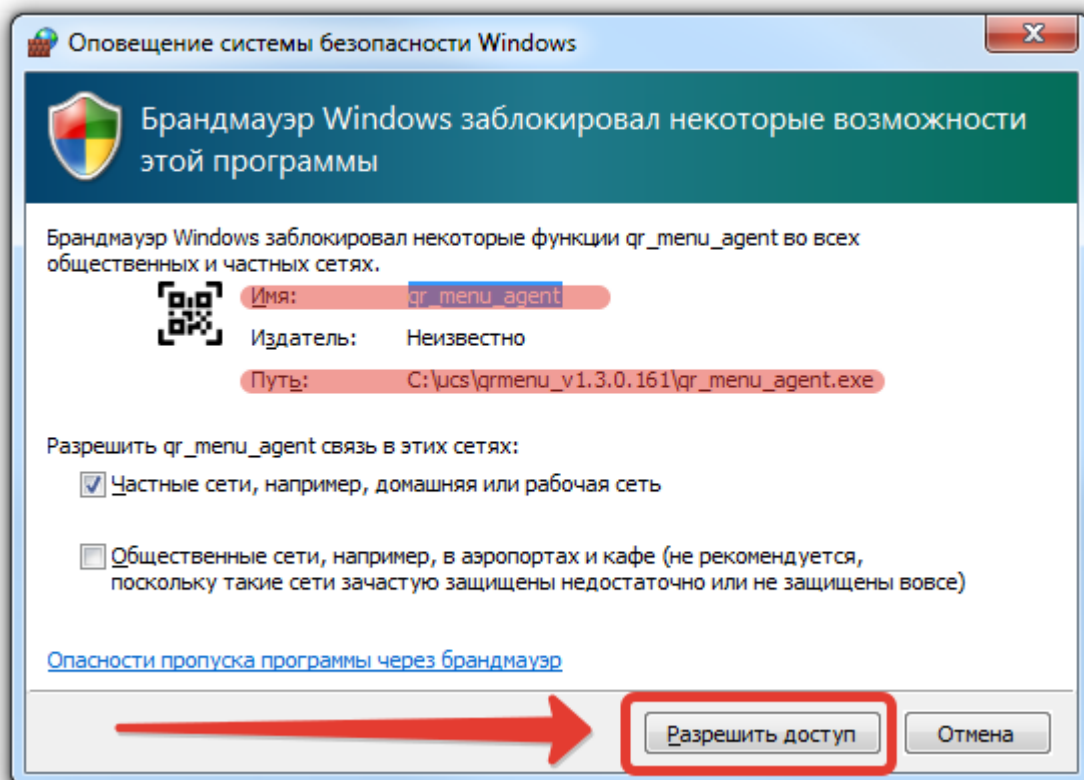 Оповещение системы безопасности Windows
Брандмауэр Windows заблокировал некоторые возможности
этой программы
Брандмауэр Windows заблокировал некоторые функции qr_menu_agent во всех
общественных и частных сетях.
Имя: qr_menu_agent
Издатель: Неизвестно
Путь: C:\ucs\qrmenu_v1.3.0.161\qr_menu_agent.exe
Разрешить qr_menu_agent связь в этих сетях:
Частные сети, например, домашняя или рабочая сеть
Общественные сети, например, в аэропортах и кафе (не рекомендуется,
поскольку такие сети зачастую защищены недостаточно или не защищены вовсе)
Опасности пропуска программы через брандмауэр
Разрешить доступ Отмена